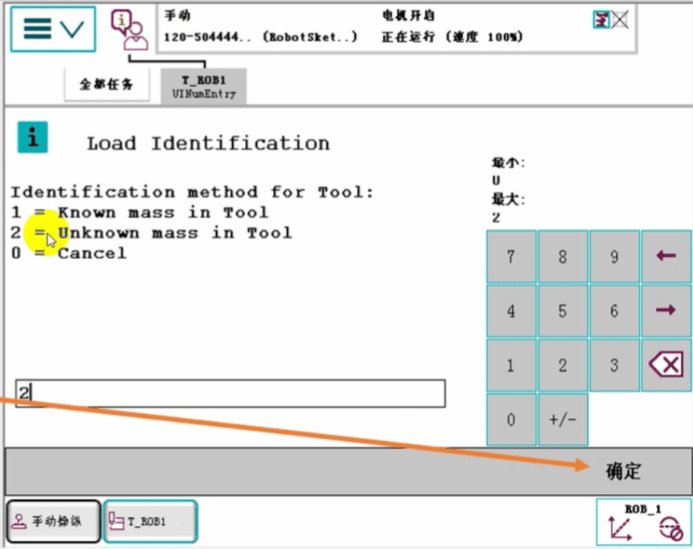 手动
120-504444.. (RobotSket..)
电机开启
正在运行 (速度 100%)
全部任务
T_ROB1
UINumEntry
i
Load Identification
Identification method for Tool:
1 = Known mass in Tool
2 = Unknown mass in Tool
0 = Cancel
最小:
0
最大:
2
7 8 9
4 5 6
1 2 3
0 +/-
2
确定
手动操纵
T_ROB1
ROB_1